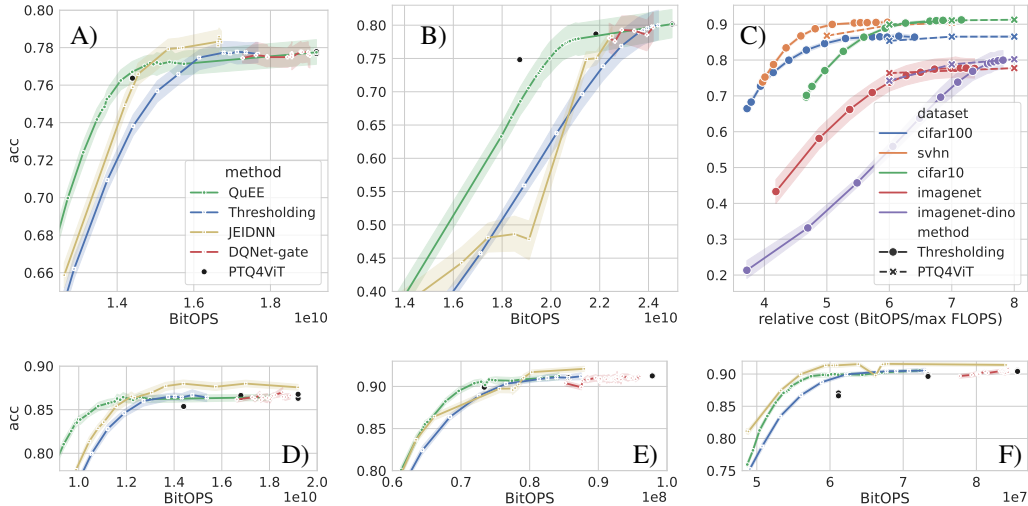 A)
0.78
0.76
0.74
0.72
0.70
0.68
0.66
acc
1.4
1.6
1.8
2.0
BitOPS
1e10
method
QuEE
Thresholding
JEIDNN
DQNet-gate
PTQ4ViT
B)
0.80
0.75
0.70
0.65
0.60
0.55
0.50
0.45
0.40
1.4
1.6
1.8
2.0
2.2
2.4
BitOPS
1e10
C)
0.9
0.8
0.7
0.6
0.5
0.4
0.3
0.2
4
5
6
7
8
relative cost (BitOPS/max FLOPS)
dataset
cifar100
svhn
cifar10
imagenet
imagenet-dino
method
Thresholding
PTQ4ViT
0.90
0.85
0.80
acc
D)
1.0
1.2
1.4
1.6
1.8
2.0
BitOPS
1e10
0.90
0.85
0.80
E)
0.6
0.7
0.8
0.9
1.0
BitOPS
1e8
0.90
0.85
0.80
0.75
F)
5
6
7
8
BitOPS
1e7